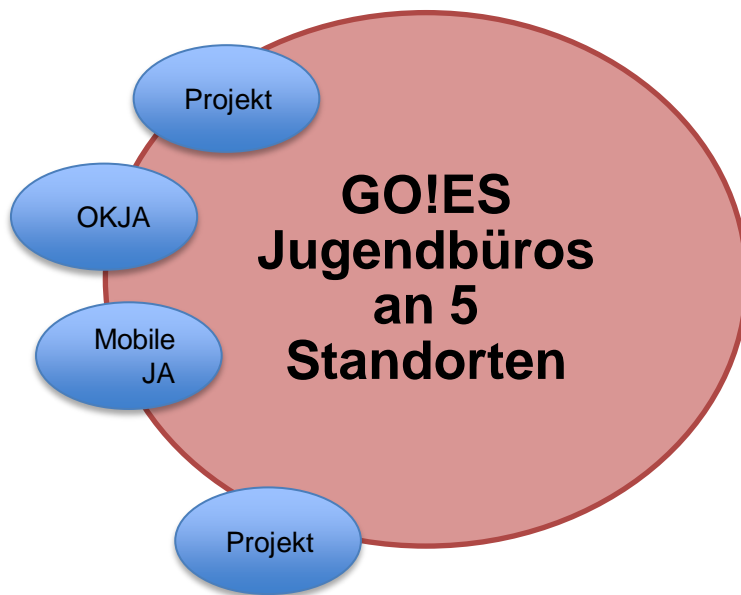 Projekt
OKJA
Mobile
JA
Projekt
GO!ES
Jugendbüros
an 5
Standorten